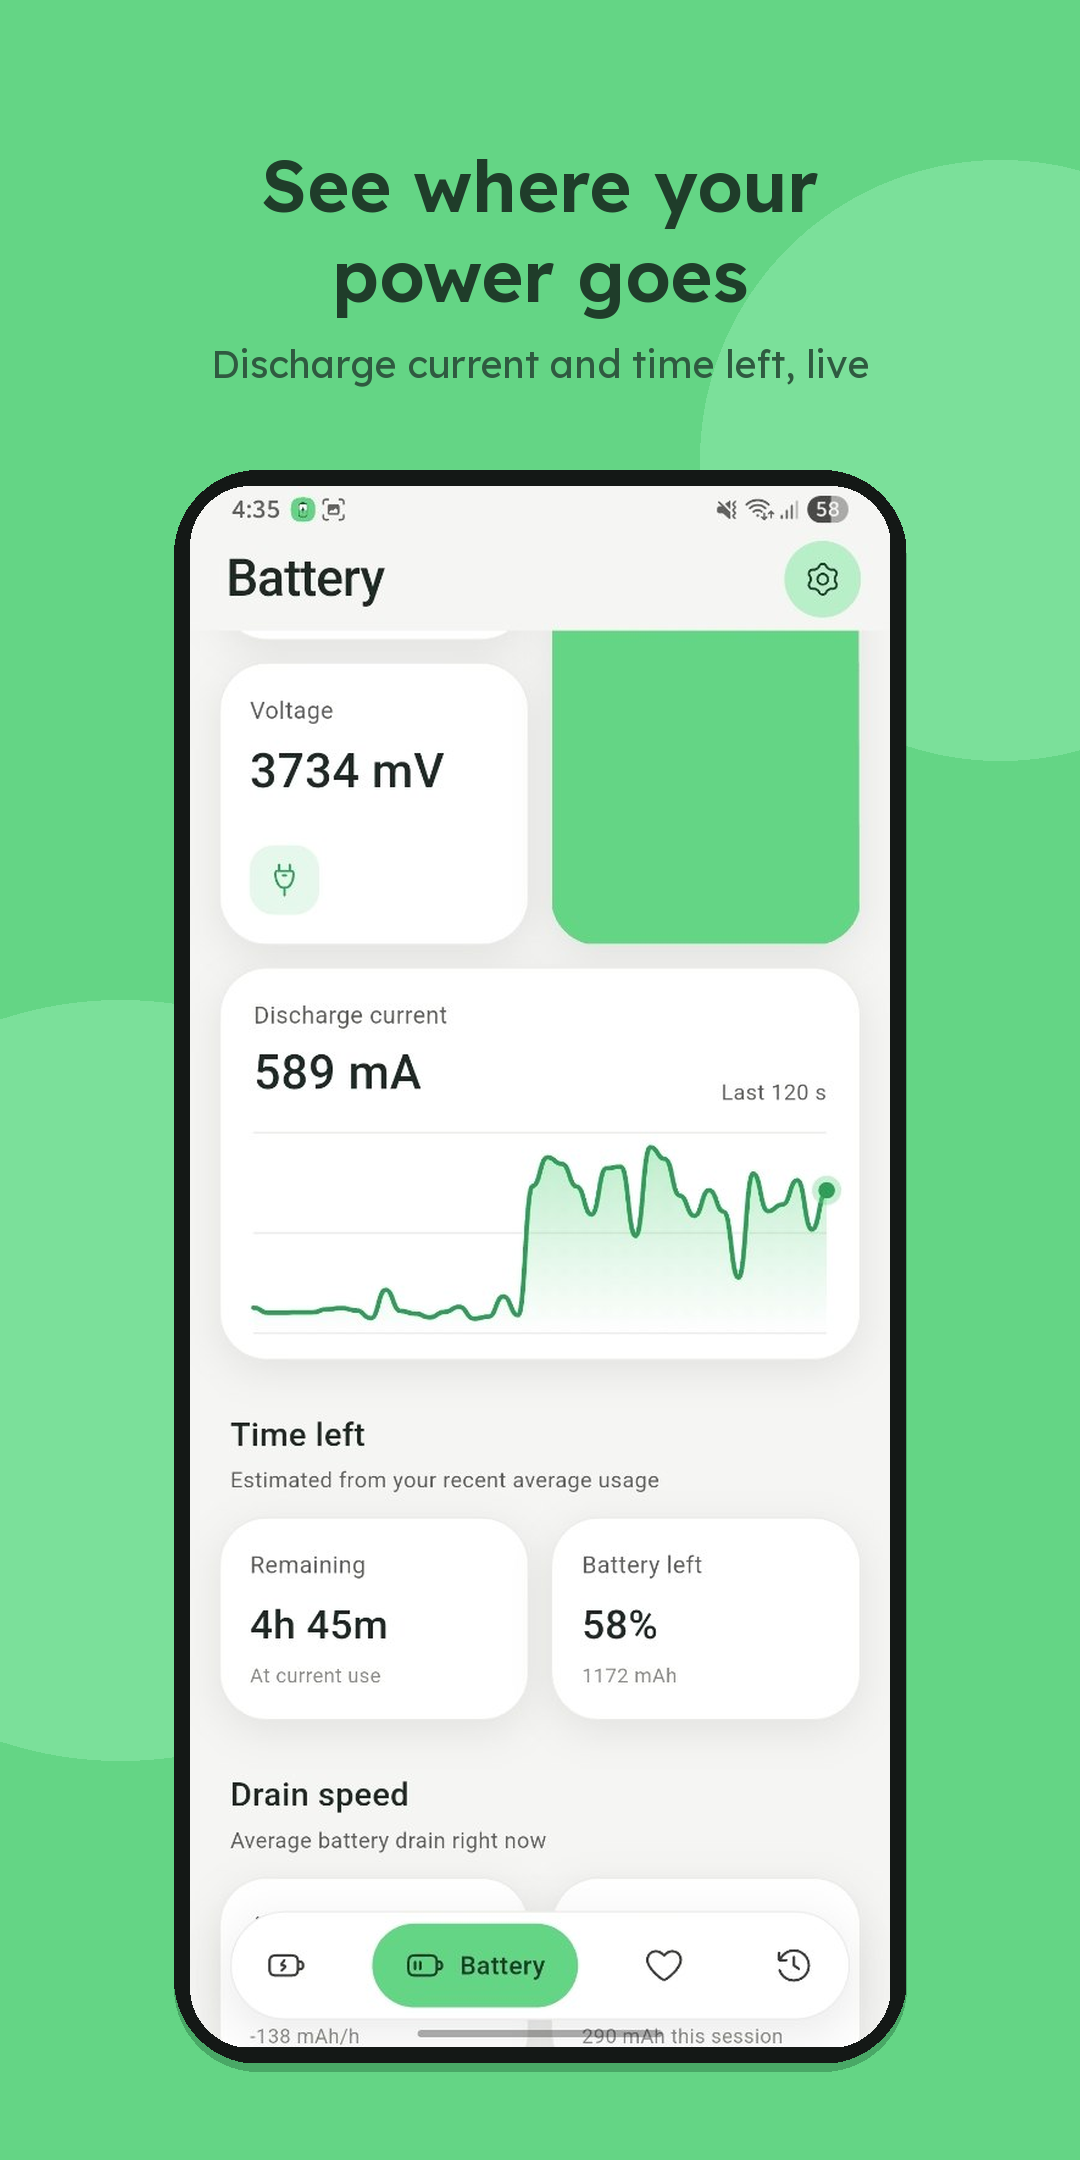 See where your
power goes
Discharge current and time left, live
4:35
58
Battery
Voltage
3734 mV
Discharge current
589 mA
Last 120 s
Time left
Estimated from your recent average usage
Remaining
4h 45m
At current use
Battery left
58%
1172 mAh
Drain speed
Average battery drain right now
Battery
-138 mAh/h
290 mAh this session